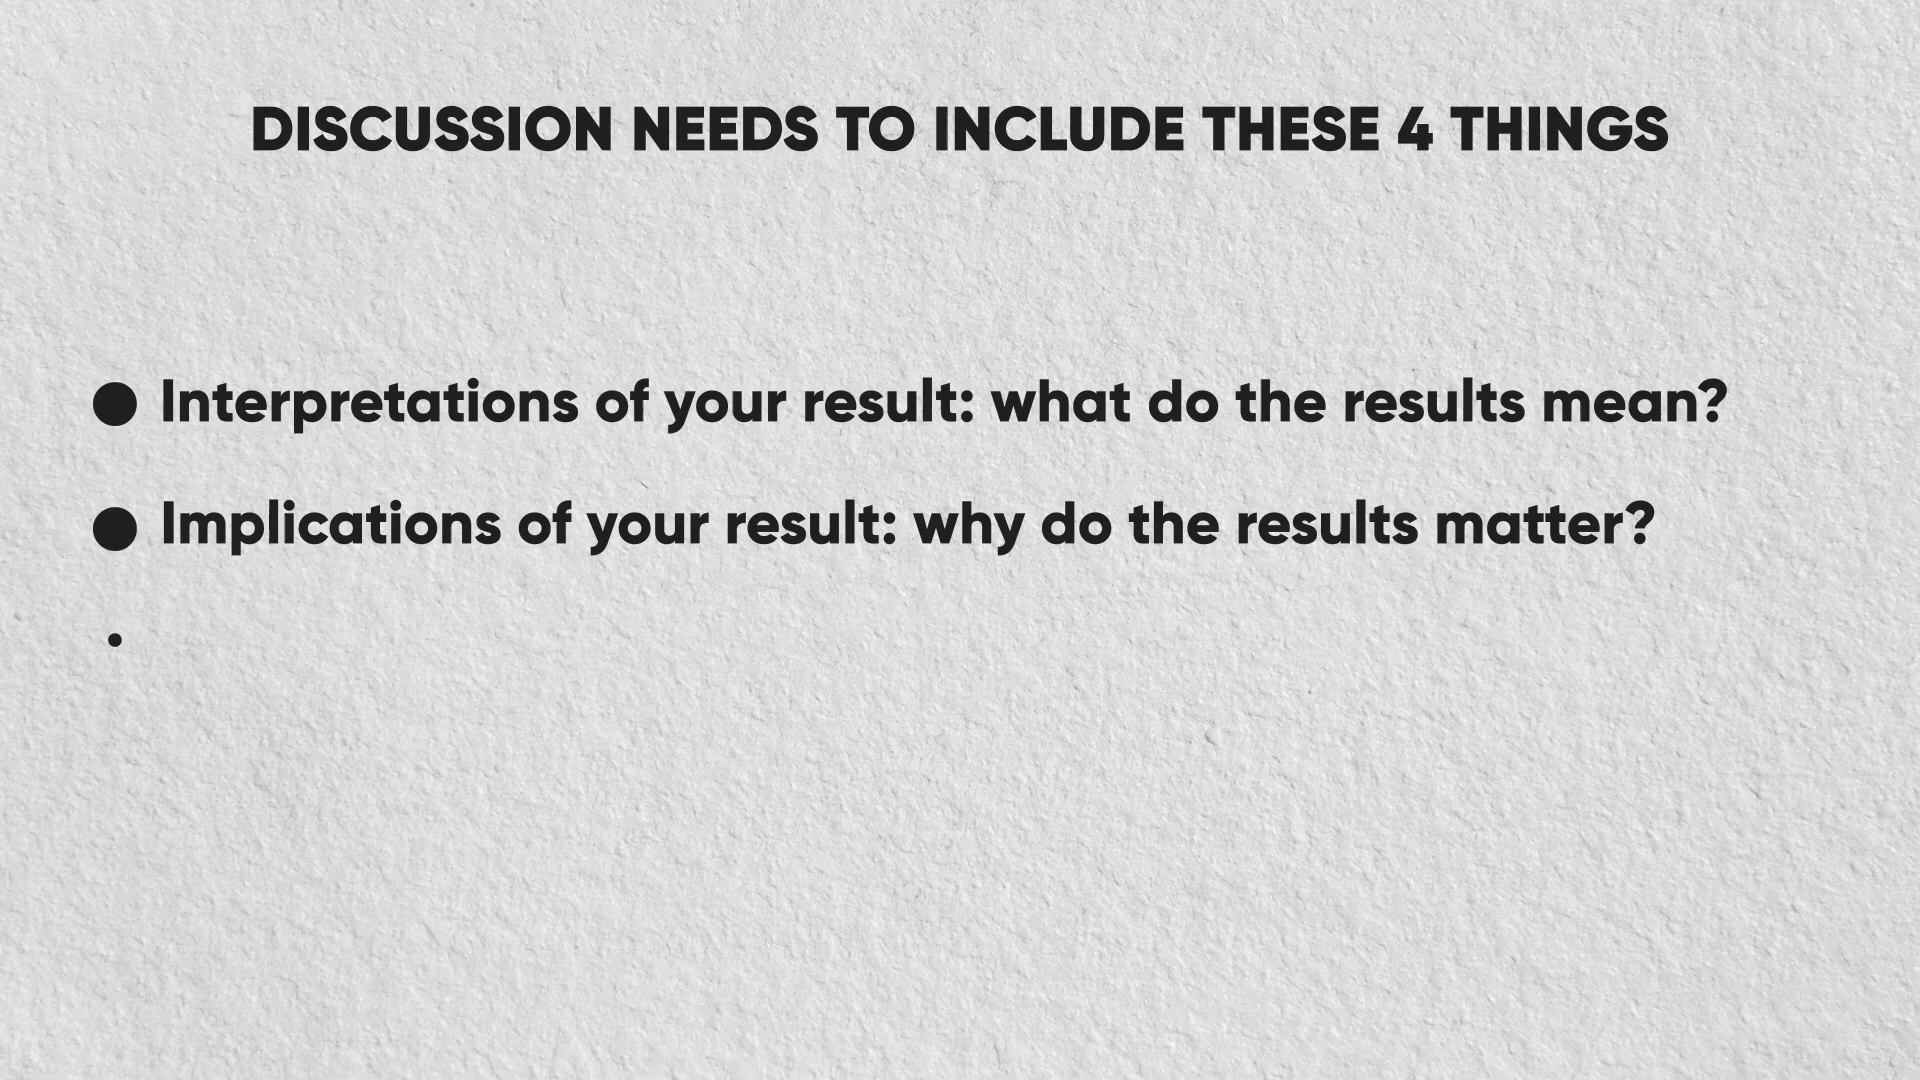 DISCUSSION NEEDS TO INCLUDE THESE 4 THINGS
● Interpretations of your result: what do the results mean?
● Implications of your result: why do the results matter?
•